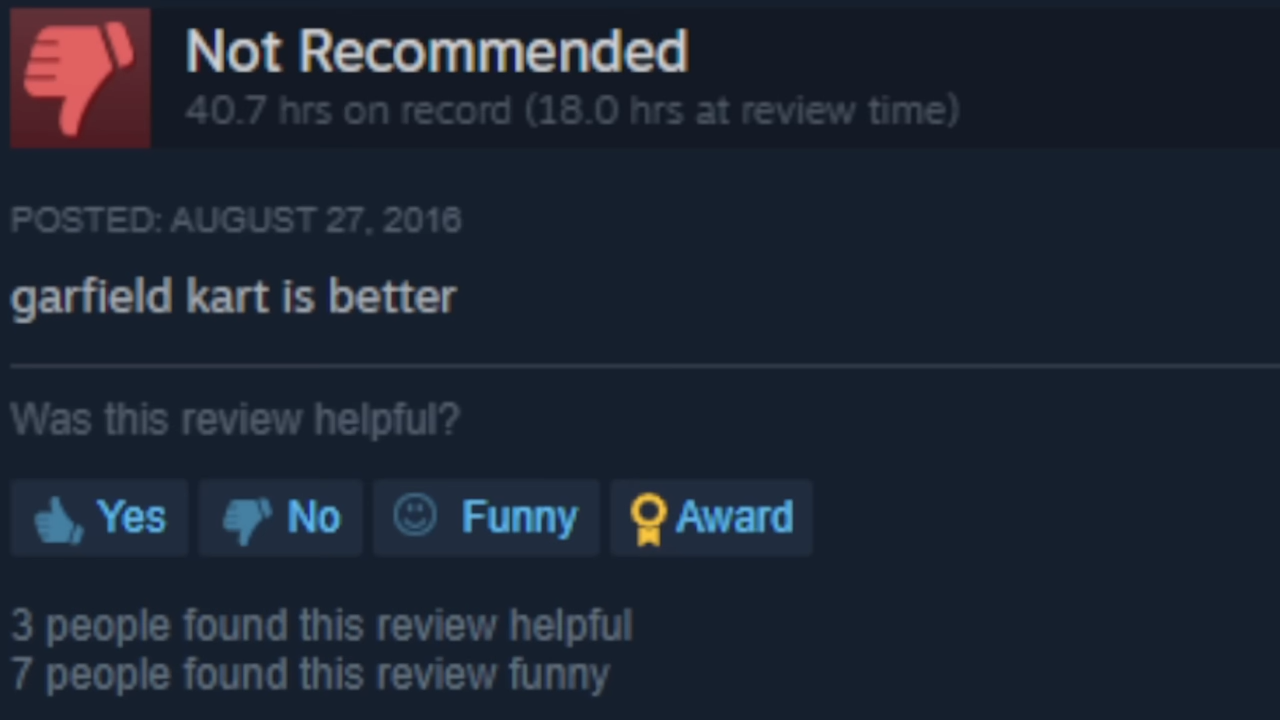 Not Recommended
40.7 hrs on record (18.0 hrs at review time)
POSTED: AUGUST 27, 2016
garfield kart is better
Was this review helpful?
Yes No Funny Award
3 people found this review helpful
7 people found this review funny